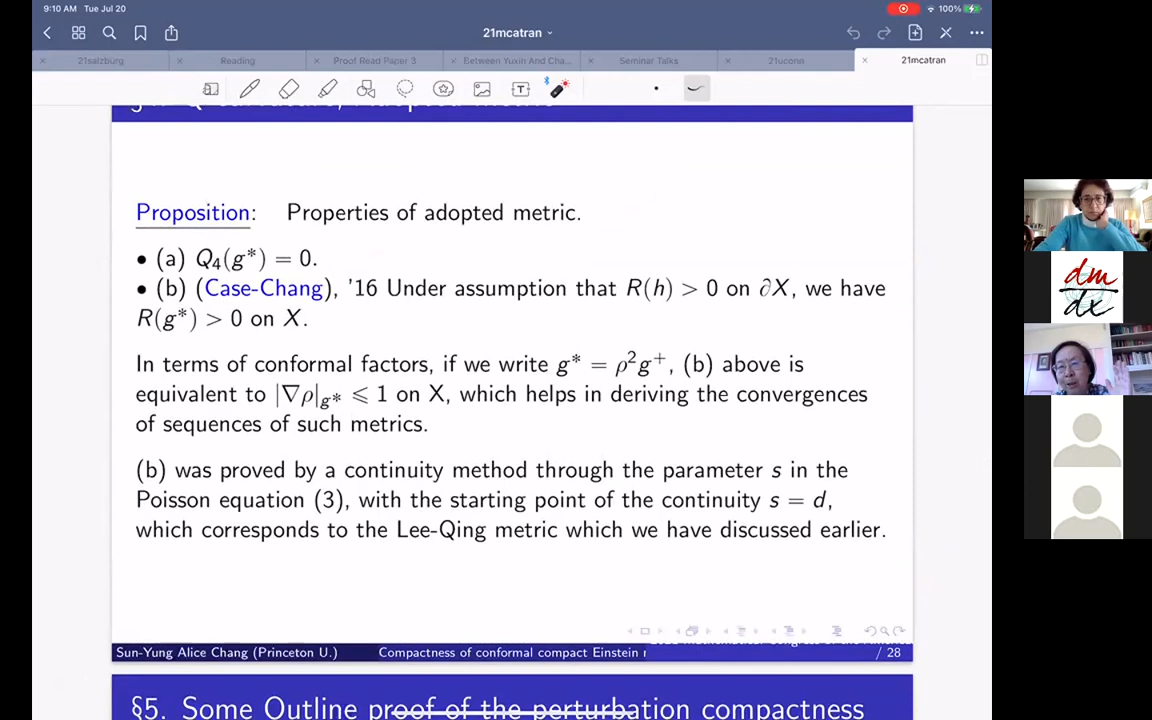 9:10 AM Tue Jul 20
100%
21mcatran
21salzburg
Reading
Proof Read Paper 3
Between Yuxin And Cha...
Seminar Talks
21uconn
21mcatran
Proposition: Properties of adopted metric.
• (a) Q₄(g*) = 0.
• (b) (Case-Chang), '16 Under assumption that R(h) > 0 on ∂X, we have
R(g*) > 0 on X.
In terms of conformal factors, if we write g* = ρ²g⁺, (b) above is
equivalent to |∇ρ|g* ⩽ 1 on X, which helps in deriving the convergences
of sequences of such metrics.
(b) was proved by a continuity method through the parameter s in the
Poisson equation (3), with the starting point of the continuity s = d,
which corresponds to the Lee-Qing metric which we have discussed earlier.
Sun-Yung Alice Chang (Princeton U.)
Compactness of conformal compact Einstein
/ 28
§5. Some Outline proof of the perturbation compactness
dm
dx